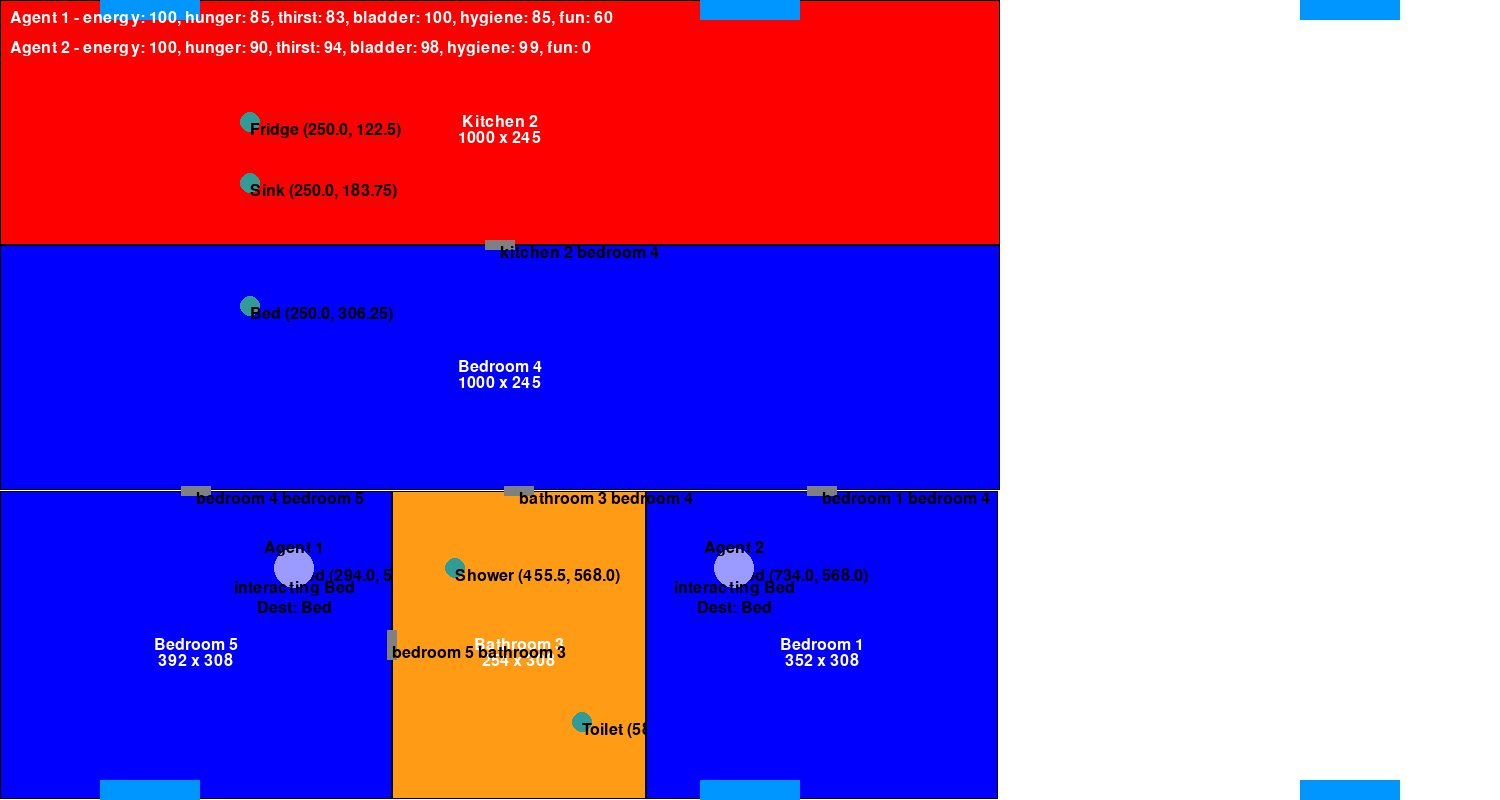 Agent 1 - energy: 100, hunger: 85, thirst: 83, bladder: 100, hygiene: 85, fun: 60
Agent 2 - energy: 100, hunger: 90, thirst: 94, bladder: 98, hygiene: 99, fun: 0
Fridge (250.0, 122.5)
Kitchen 2
1000 x 245
Sink (250.0, 183.75)
kitchen 2 bedroom 4
Bed (250.0, 306.25)
Bedroom 4
1000 x 245
bedroom 4 bedroom 5
bathroom 3 bedroom 4
bedroom 1 bedroom 4
Agent 1
d (294.0, 5
interacting Bed
Dest: Bed
Shower (455.5, 568.0)
Agent 2
d (734.0, 568.0)
interacting Bed
Dest: Bed
Bedroom 5
392 x 308
Bathroom 3
254 x 308
bedroom 5 bathroom 3
Bedroom 1
352 x 308
Toilet (58